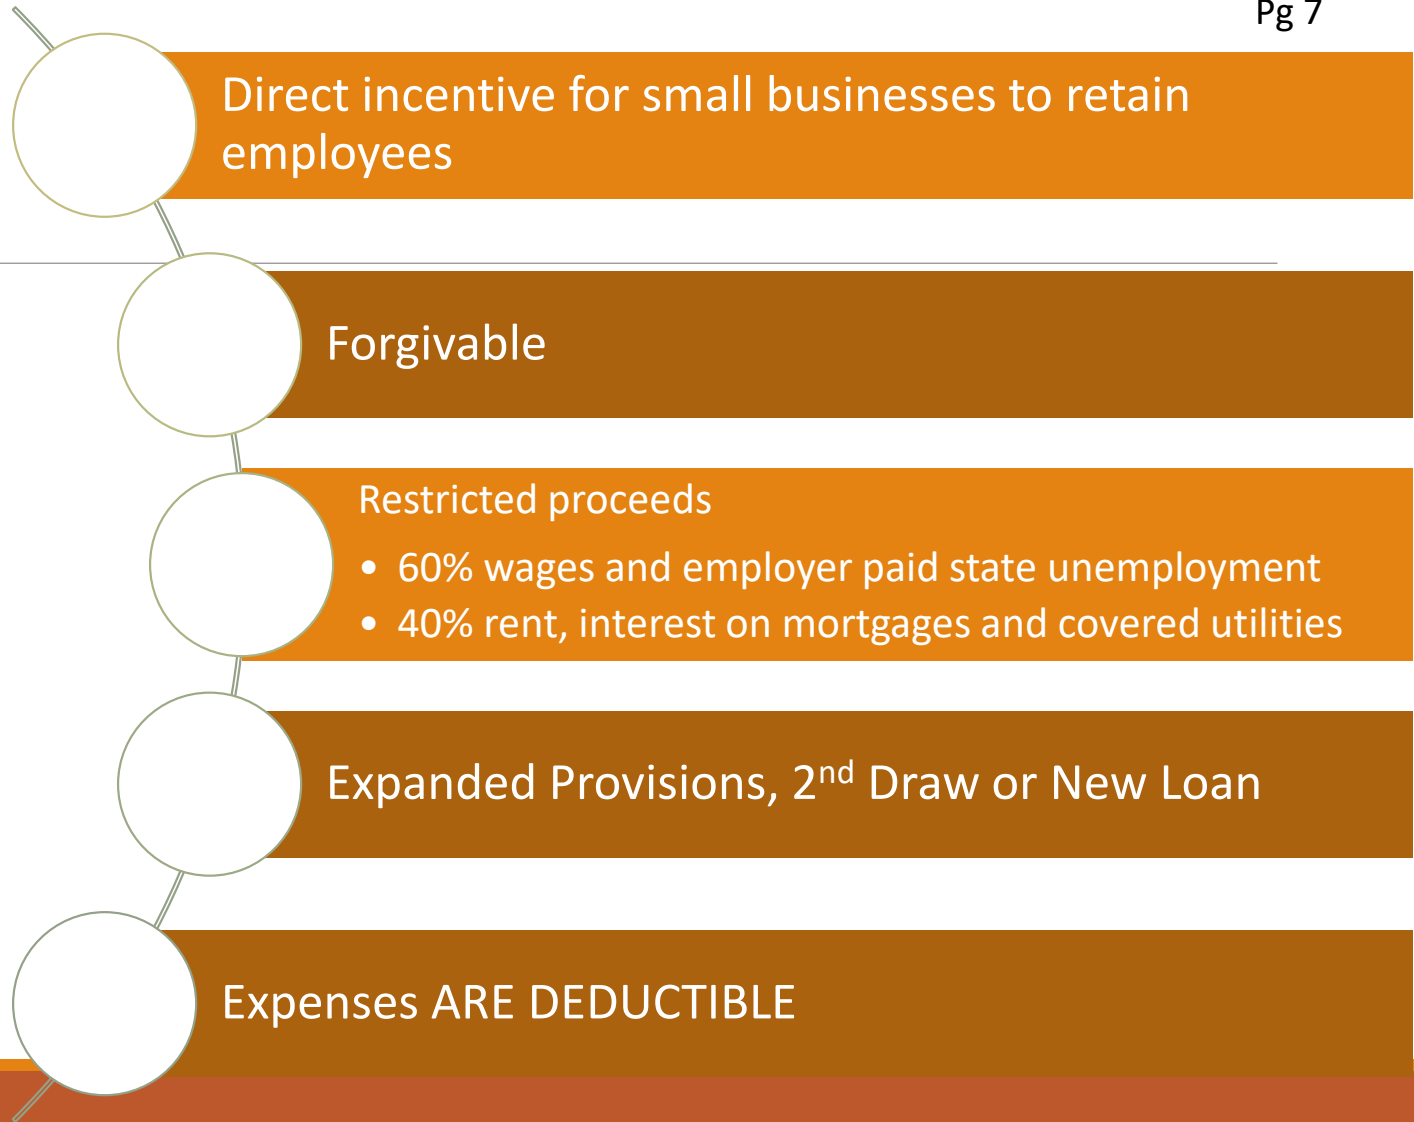 Pg 7
Direct incentive for small businesses to retain
employees
Forgivable
Restricted proceeds
• 60% wages and employer paid state unemployment
• 40% rent, interest on mortgages and covered utilities
Expanded Provisions, 2nd Draw or New Loan
Expenses ARE DEDUCTIBLE